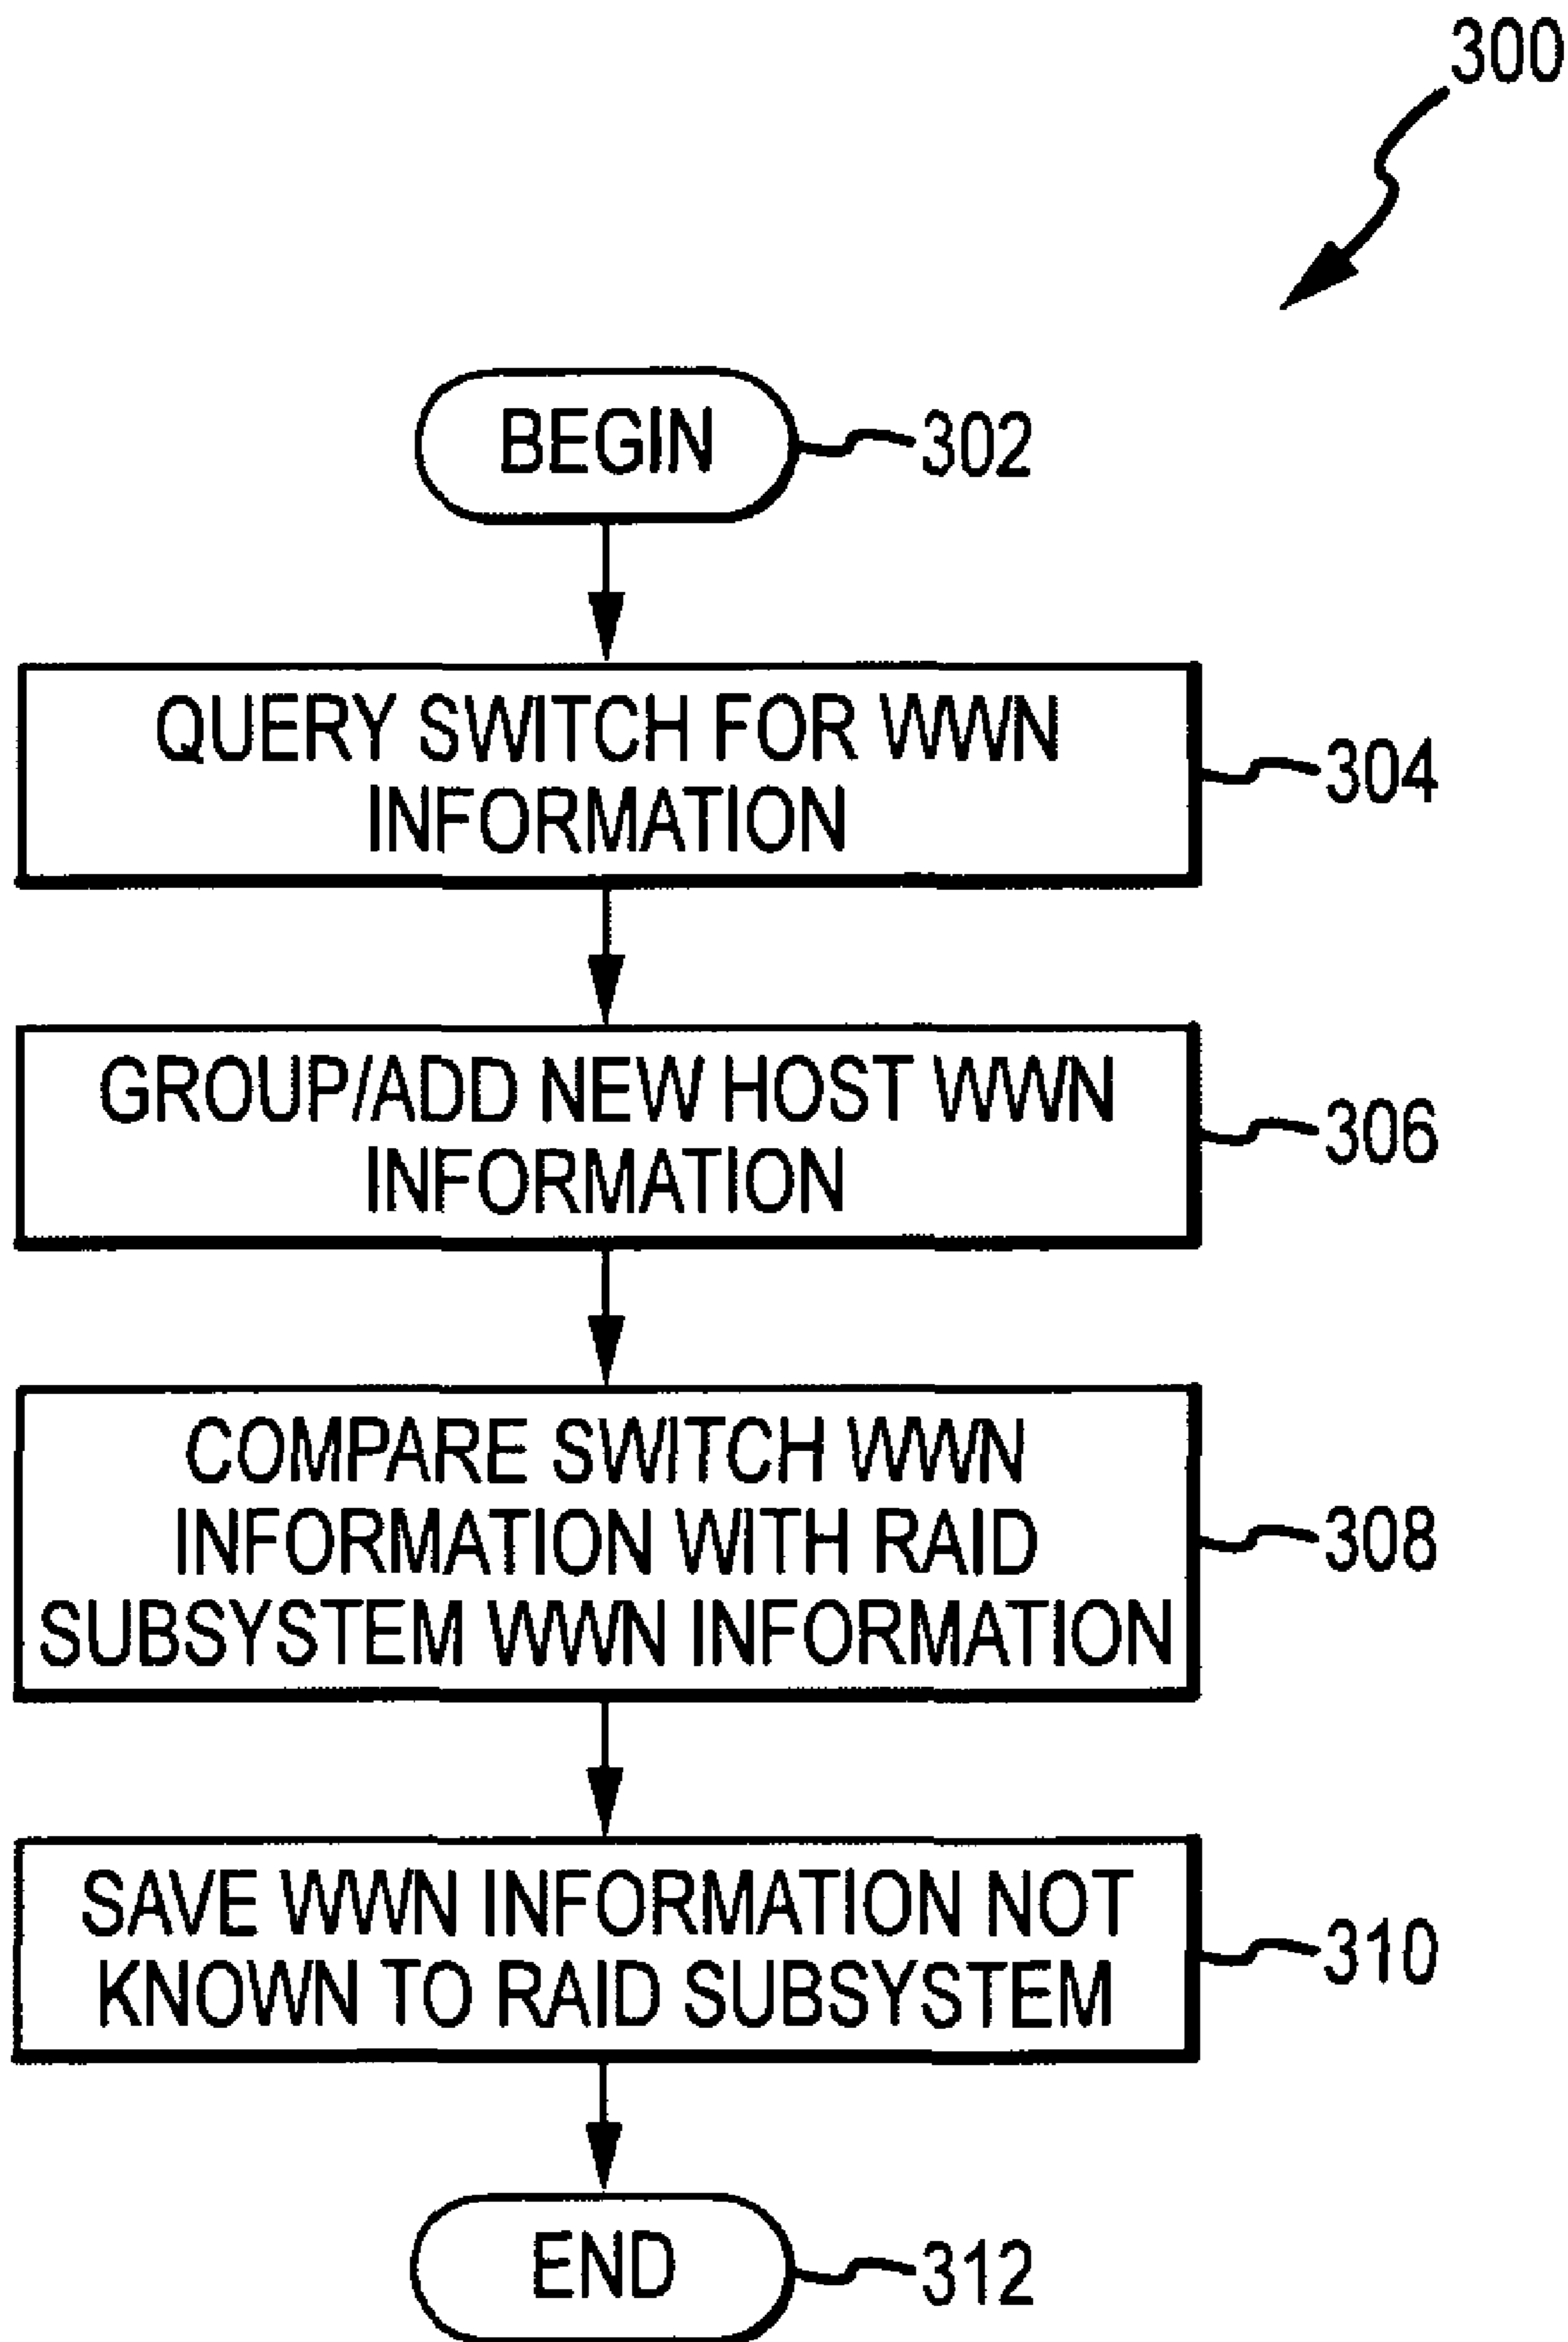 300
BEGIN
302
QUERY SWITCH FOR WWN
INFORMATION
304
GROUP/ADD NEW HOST WWN
INFORMATION
306
COMPARE SWITCH WWN
INFORMATION WITH RAID
SUBSYSTEM WWN INFORMATION
308
SAVE WWN INFORMATION NOT
KNOWN TO RAID SUBSYSTEM
310
END
312